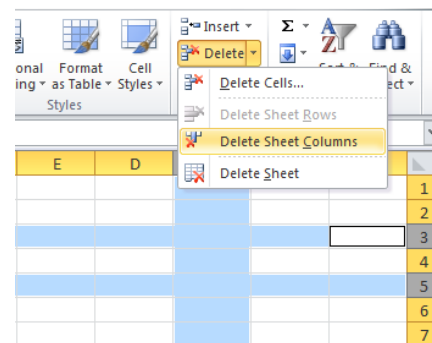 Insert
Σ
A
Z
Delete
onal Format Cell
ing as Table Styles
Styles
Delete Cells...
Delete Sheet Rows
Delete Sheet Columns
Delete Sheet
E D
1
2
3
4
5
6
7